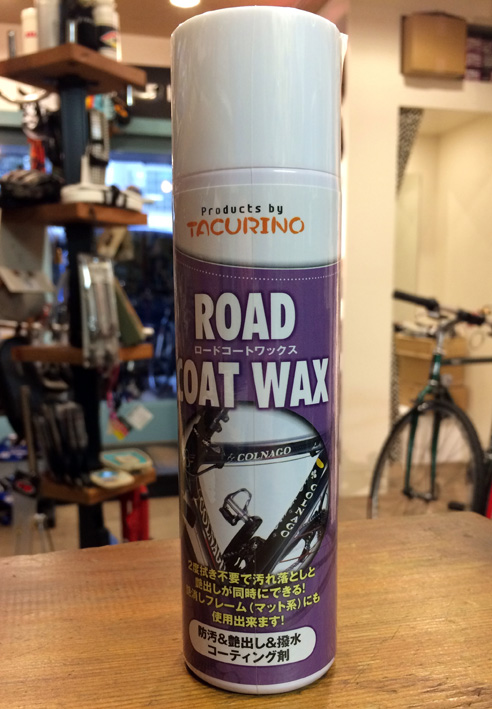 Products by
TACURINO
ROAD
ロードコートワックス
COAT WAX
COLNAGO
COLNAGO
2度拭き不要で汚れ落としと
艶出しが同時にできる!
艶消しフレーム(マット系)にも
使用出来ます!
防汚&艶出し&撥水
コーティング剤